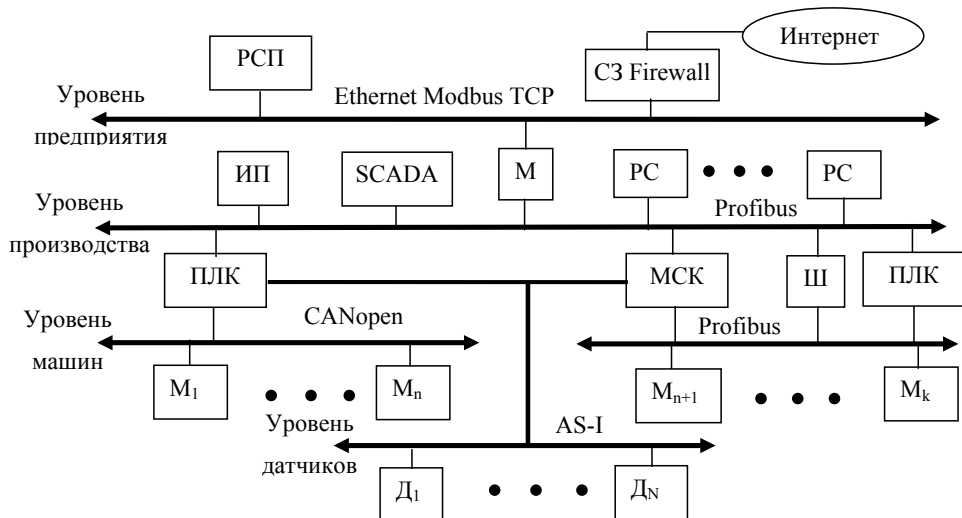 Интернет
РСП
СЗ Firewall
Уровень
предприятия
Ethernet Modbus TCP
ИП
SCADA
М
РС
РС
Уровень
производства
Profibus
ПЛК
МСК
Ш
ПЛК
Уровень
машин
CANopen
Profibus
М1
Мn
Мn+1
Мk
Уровень
датчиков
AS-I
Д1
ДN